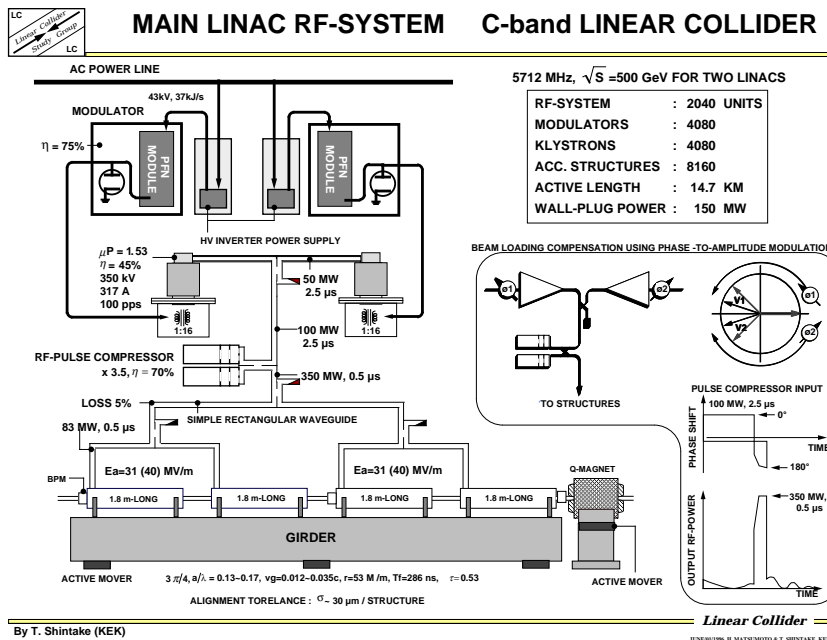 LC
Linear Collider
Study Group
LC
MAIN LINAC RF-SYSTEM C-band LINEAR COLLIDER
AC POWER LINE
43kV, 37kJ/s
MODULATOR
η = 75%
PFN MODULE
PFN MODULE
HV INVERTER POWER SUPPLY
5712 MHz, √S =500 GeV FOR TWO LINACS
RF-SYSTEM : 2040 UNITS
MODULATORS : 4080
KLYSTRONS : 4080
ACC. STRUCTURES : 8160
ACTIVE LENGTH : 14.7 KM
WALL-PLUG POWER : 150 MW
μP = 1.53
η = 45%
350 kV
317 A
100 pps
1:16
50 MW
2.5 μs
1:16
100 MW
2.5 μs
RF-PULSE COMPRESSOR
x 3.5, η = 70%
350 MW, 0.5 μs
LOSS 5%
SIMPLE RECTANGULAR WAVEGUIDE
83 MW, 0.5 μs
Ea=31 (40) MV/m
Ea=31 (40) MV/m
BPM
1.8 m-LONG
1.8 m-LONG
1.8 m-LONG
1.8 m-LONG
Q-MAGNET
GIRDER
ACTIVE MOVER
ACTIVE MOVER
3 π/4, a/λ = 0.13~0.17, vg=0.012~0.035c, r=53 M /m, Tf=286 ns, τ=0.53
ALIGNMENT TORELANCE : σ ~ 30 μm / STRUCTURE
BEAM LOADING COMPENSATION USING PHASE -TO-AMPLITUDE MODULATION
ø1
ø2
TO STRUCTURES
V1
V2
ø1
ø2
PULSE COMPRESSOR INPUT
100 MW, 2.5 μs
0°
PHASE SHIFT
TIME
180°
350 MW,
0.5 μs
OUTPUT RF-POWER
TIME
Linear Collider
By T. Shintake (KEK)
JUNE/01/1996, H. MATSUMOTO & T. SHINTAKE, KEK